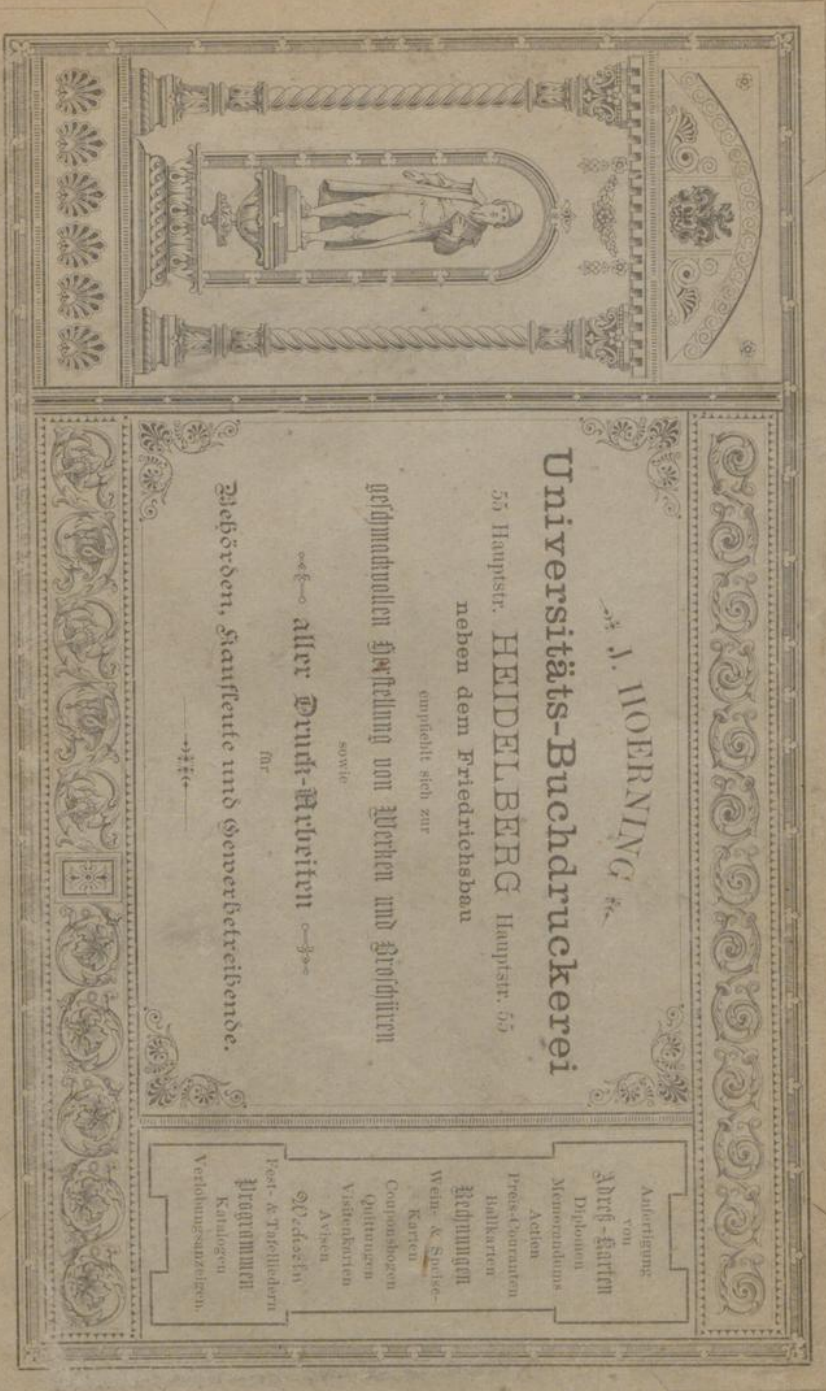 J. HOERNING
Universitäts-Buchdruckerei
55 Hauptstr. HEIDELBERG Hauptstr. 55
neben dem Friedrichsbau
empfiehlt sich zur
geschmackvollen Herstellung von Werken und Broschüren
sowie
aller Druck-Arbeiten
für
Behörden, Kaufleute und Gewerbetreibende.
Anfertigung
von
Adreß-Karten
Diplomen
Memorandums
Action
Preis-Couranten
Ballkarten
Rechnungen
Wein- & Speise-
Karten
Couponsbogen
Quittungen
Visitenkarten
Avisen
Wechseln
Fest- & Tafelliedern
Programmen
Katalogen
Verlobungsanzeigen.